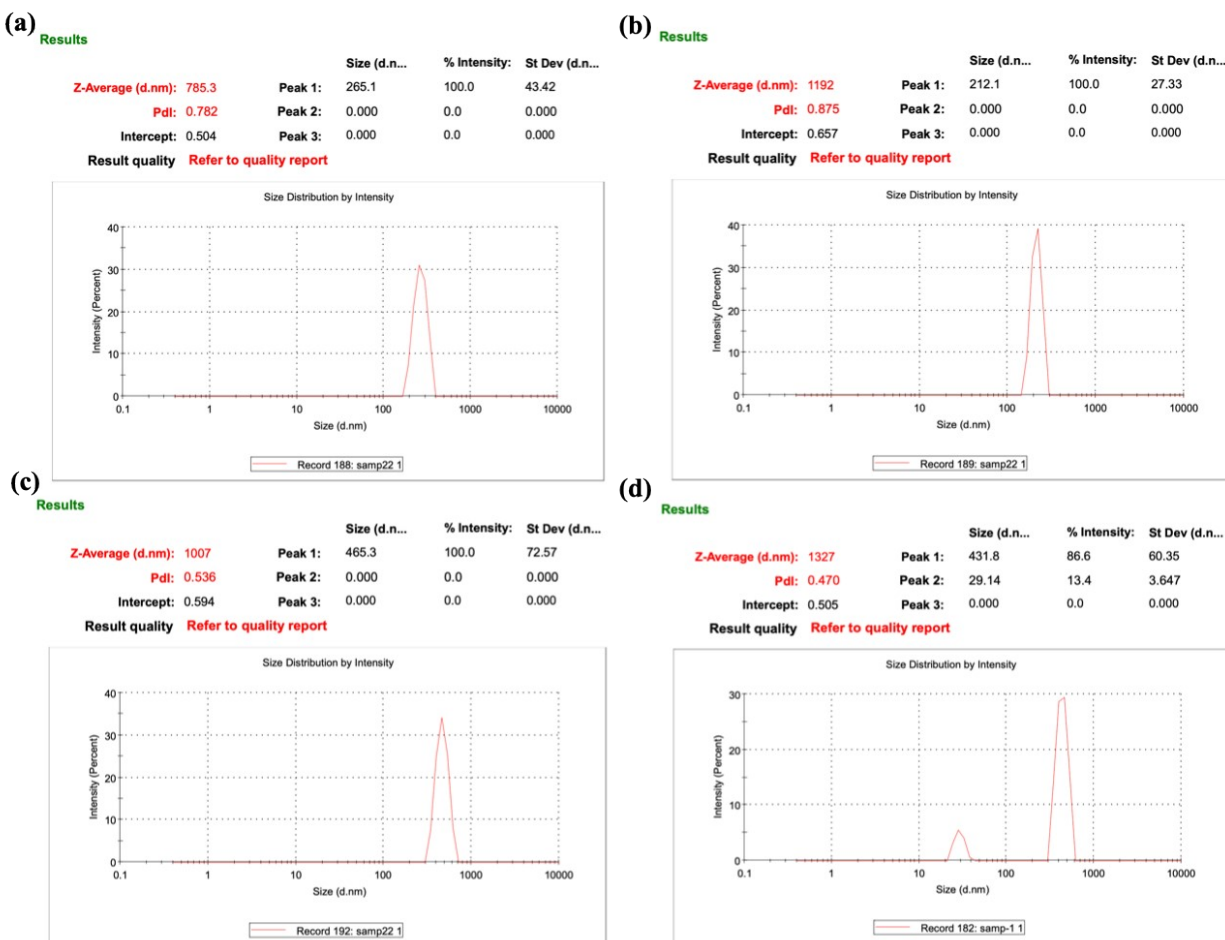 (a)
Results
Size (d.n... % Intensity: St Dev (d.n...
Z-Average (d.nm): 785.3 Peak 1: 265.1 100.0 43.42
PdI: 0.782 Peak 2: 0.000 0.0 0.000
Intercept: 0.504 Peak 3: 0.000 0.0 0.000
Result quality Refer to quality report
Size Distribution by Intensity
40
30
20
10
0
Intensity (Percent)
0.1 1 10 100 1000 10000
Size (d.nm)
Record 188: samp22 1
(b)
Results
Size (d.n... % Intensity: St Dev (d.n...
Z-Average (d.nm): 1192 Peak 1: 212.1 100.0 27.33
PdI: 0.875 Peak 2: 0.000 0.0 0.000
Intercept: 0.657 Peak 3: 0.000 0.0 0.000
Result quality Refer to quality report
Size Distribution by Intensity
40
30
20
10
0
Intensity (Percent)
0.1 1 10 100 1000 10000
Size (d.nm)
Record 189: samp22 1
(c)
Results
Size (d.n... % Intensity: St Dev (d.n...
Z-Average (d.nm): 1007 Peak 1: 465.3 100.0 72.57
PdI: 0.536 Peak 2: 0.000 0.0 0.000
Intercept: 0.594 Peak 3: 0.000 0.0 0.000
Result quality Refer to quality report
Size Distribution by Intensity
40
30
20
10
0
Intensity (Percent)
0.1 1 10 100 1000 10000
Size (d.nm)
Record 192: samp22 1
(d)
Results
Size (d.n... % Intensity: St Dev (d.n...
Z-Average (d.nm): 1327 Peak 1: 431.8 86.6 60.35
PdI: 0.470 Peak 2: 29.14 13.4 3.647
Intercept: 0.505 Peak 3: 0.000 0.0 0.000
Result quality Refer to quality report
Size Distribution by Intensity
30
20
10
0
Intensity (Percent)
0.1 1 10 100 1000 10000
Size (d.nm)
Record 182: samp-1 1